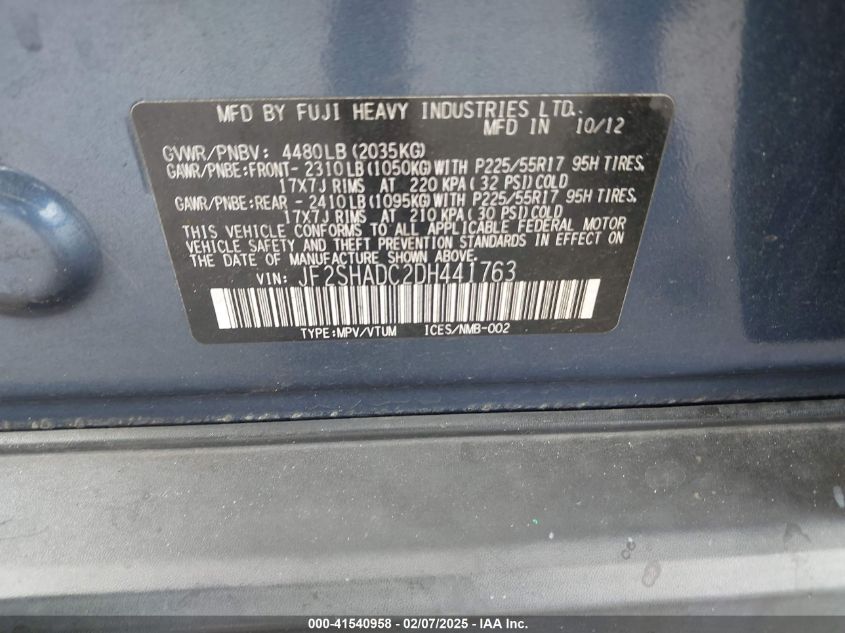 MFD BY FUJI HEAVY INDUSTRIES LTD.
MFD IN 10/12
GVWR/PNBV: 4480LB (2035KG)
GAWR/PNBE:FRONT- 2310LB (1050KG) WITH P225/55R17 95H TIRES,
17X7J RIMS AT 220 KPA (32 PSI) COLD
GAWR/PNBE:REAR - 2410LB (1095KG) WITH P225/55R17 95H TIRES,
17X7J RIMS AT 210 KPA (30 PSI) COLD
THIS VEHICLE CONFORMS TO ALL APPLICABLE FEDERAL MOTOR
VEHICLE SAFETY AND THEFT PREVENTION STANDARDS IN EFFECT ON
THE DATE OF MANUFACTURE SHOWN ABOVE.
VIN: JF2SHADC2DH441763
TYPE:MPV/VTUM ICES/NMB-002
000-41540958 - 02/07/2025 - IAAI.COM